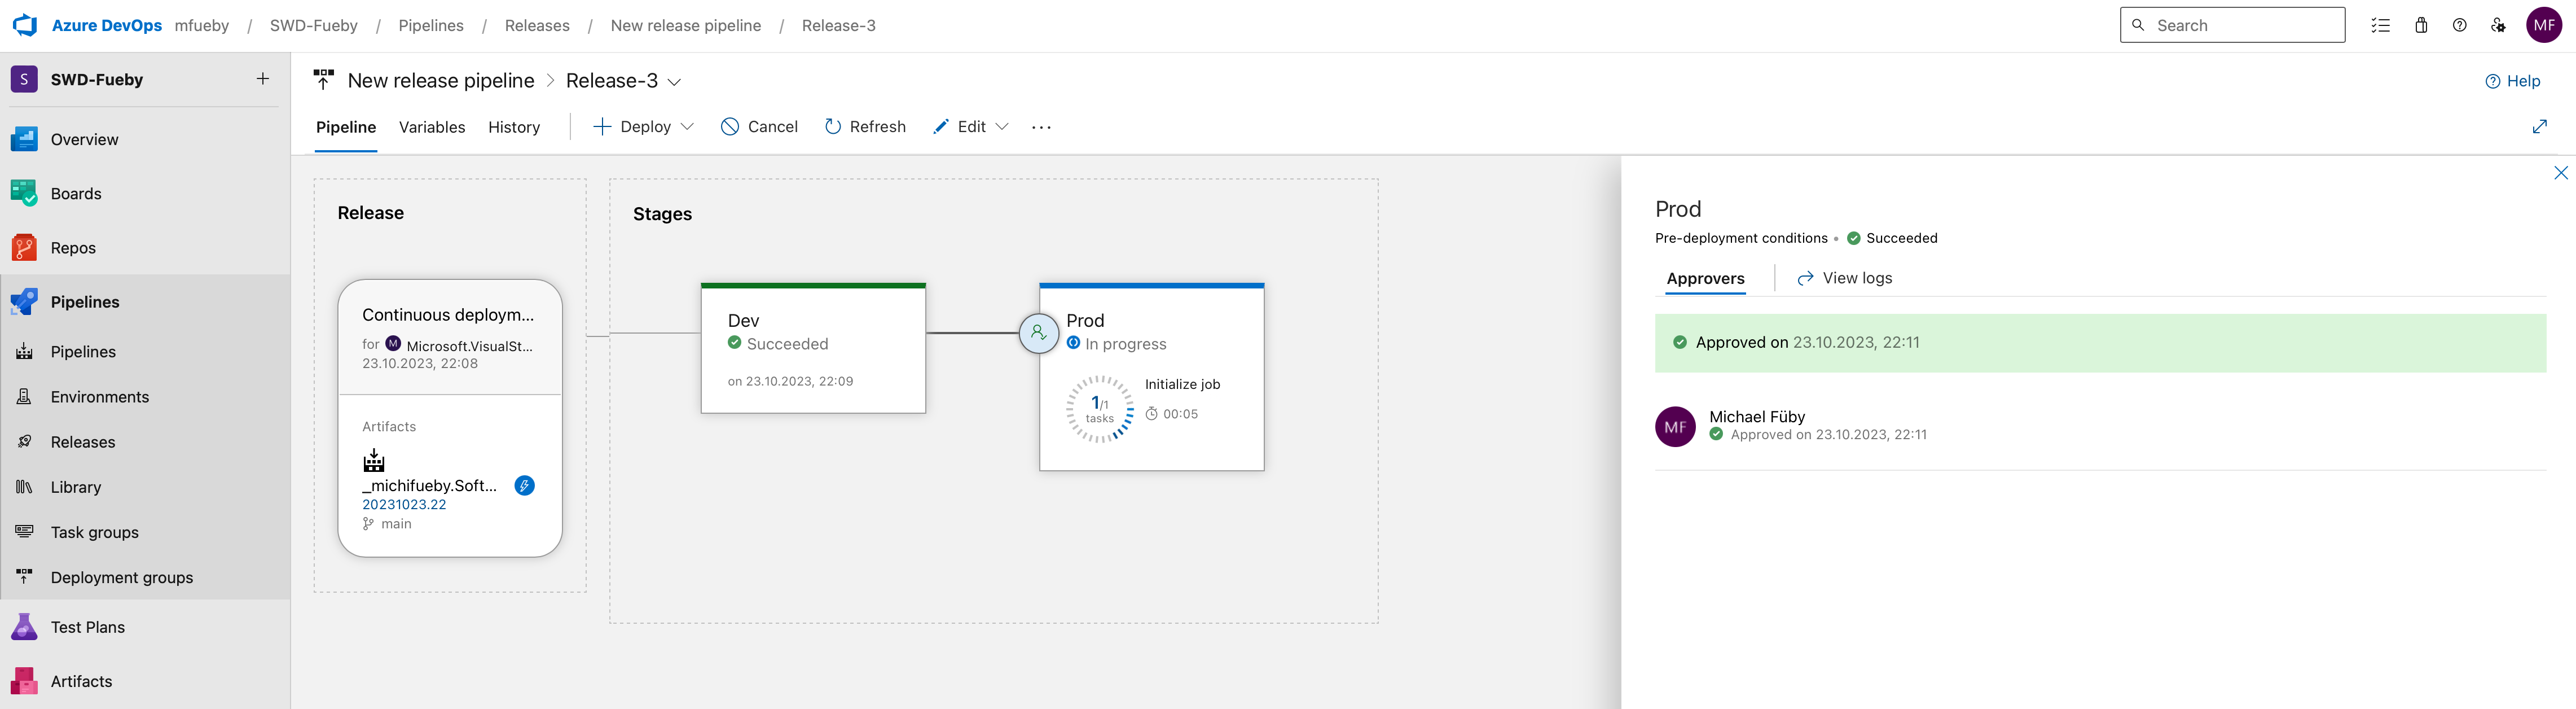 Azure DevOps mfueby / SWD-Fueby / Pipelines / Releases / New release pipeline / Release-3
Search
MF
S SWD-Fueby
Overview
Boards
Repos
Pipelines
Pipelines
Environments
Releases
Library
Task groups
Deployment groups
Test Plans
Artifacts
New release pipeline > Release-3
Help
Pipeline Variables History Deploy Cancel Refresh Edit ...
Release
Continuous deploym...
for M Microsoft.VisualSt...
23.10.2023, 22:08
Artifacts
_michifueby.Soft...
20231023.22
main
Stages
Dev
Succeeded
on 23.10.2023, 22:09
Prod
In progress
1/1
tasks
Initialize job
00:05
Prod
Pre-deployment conditions • Succeeded
Approvers View logs
Approved on 23.10.2023, 22:11
MF
Michael Füby
Approved on 23.10.2023, 22:11